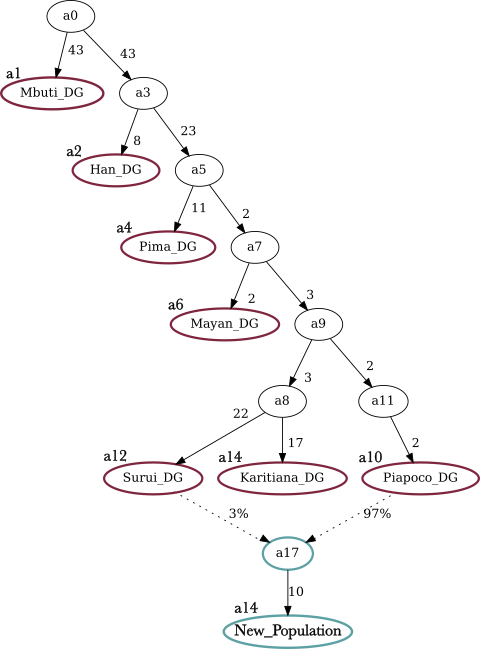 a0
43
43
a1
Mbuti_DG
a3
8
23
a2
Han_DG
a5
11
2
a4
Pima_DG
a7
2
3
a6
Mayan_DG
a9
3
2
a8
a11
22
17
2
a12
a14
a10
Surui_DG
Karitiana_DG
Piapoco_DG
3%
97%
a17
10
a14
New_Population